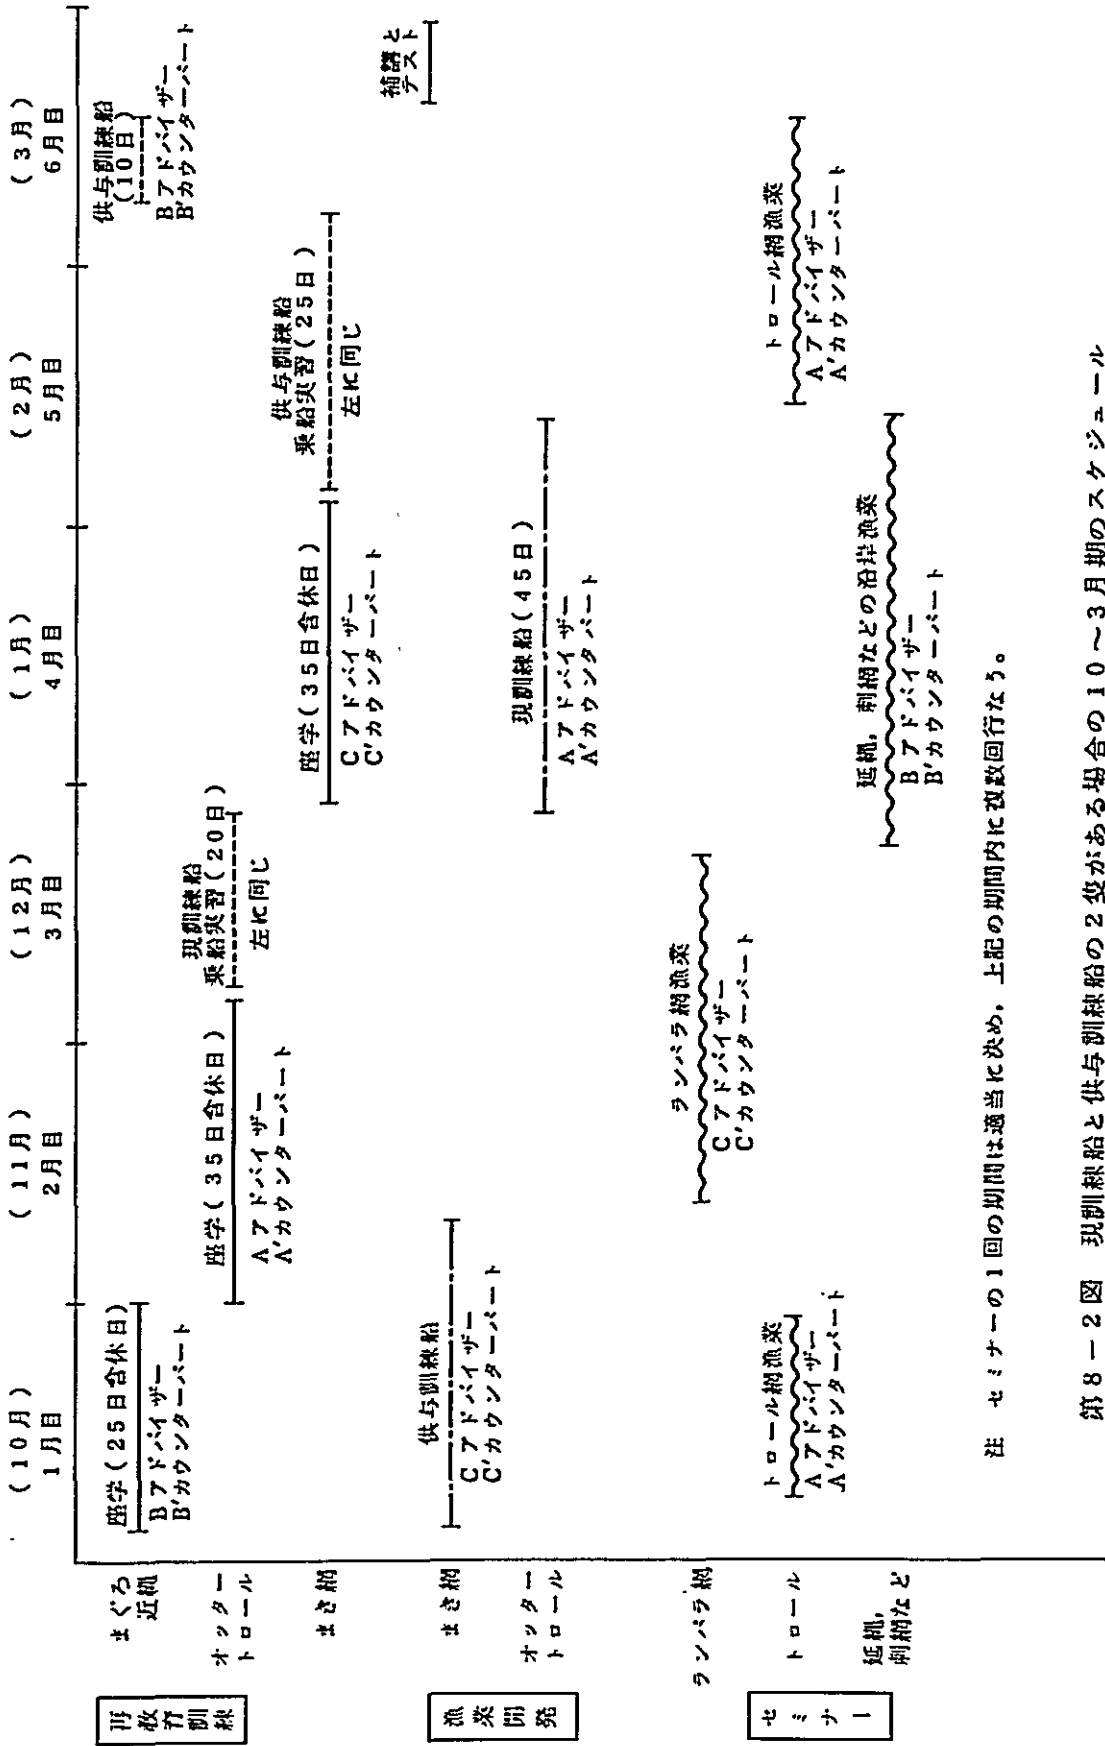 (10月)
1月目
(11月)
2月目
(12月)
3月目
(1月)
4月目
(2月)
5月目
(3月)
6月目
再教育訓練
まぐろ
近縄
座学(25日含休日)
Bアドバイザー
B'カウンターパート
供与訓練船
(10日)
Bアドバイザー
B'カウンターパート
オッター
トロール
座学(35日含休日)
Aアドバイザー
A'カウンターパート
現訓練船
乗船実習(20日)
左に同じ
まき網
座学(35日含休日)
Cアドバイザー
C'カウンターパート
供与訓練船
乗船実習(25日)
左に同じ
補講と
テスト
漁業開発
まき網
供与訓練船
Cアドバイザー
C'カウンターパート
オッター
トロール
現訓練船(45日)
Aアドバイザー
A'カウンタパート
セミナー
ランパラ網
ランパラ網漁業
Cアドバイザー
C'カウンターパート
トロール
トロール網漁業
Aアドバイザー
A'カウンターパート
トロール網漁業
Aアドバイザー
A'カウンターパート
延縄,
刺網など
延縄,刺網などの沿岸漁業
Bアドバイザー
B'カウンターパート
注 セミナーの1回の期間は適当に決め,上記の期間内に複数回行なう。
第8-2図 現訓練船と供与訓練船の2隻がある場合の10~3月期のスケジュール